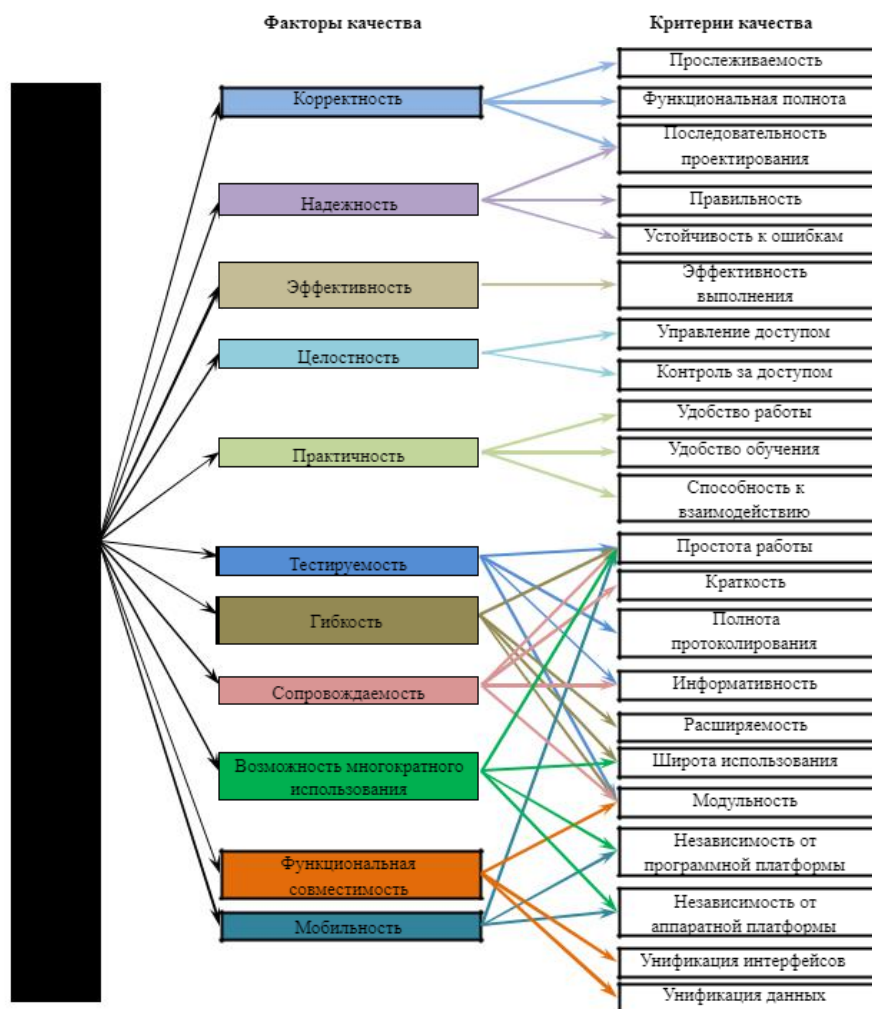 Факторы качества
Критерии качества
Корректность
Надежность
Эффективность
Целостность
Практичность
Тестируемость
Гибкость
Сопровождаемость
Возможность многократного
использования
Функциональная
совместимость
Мобильность
Прослеживаемость
Функциональная полнота
Последовательность
проектирования
Правильность
Устойчивость к ошибкам
Эффективность
выполнения
Управление доступом
Контроль за доступом
Удобство работы
Удобство обучения
Способность к
взаимодействию
Простота работы
Краткость
Полнота
протоколирования
Информативность
Расширяемость
Широта использования
Модульность
Независимость от
программной платформы
Независимость от
аппаратной платформы
Унификация интерфейсов
Унификация данных